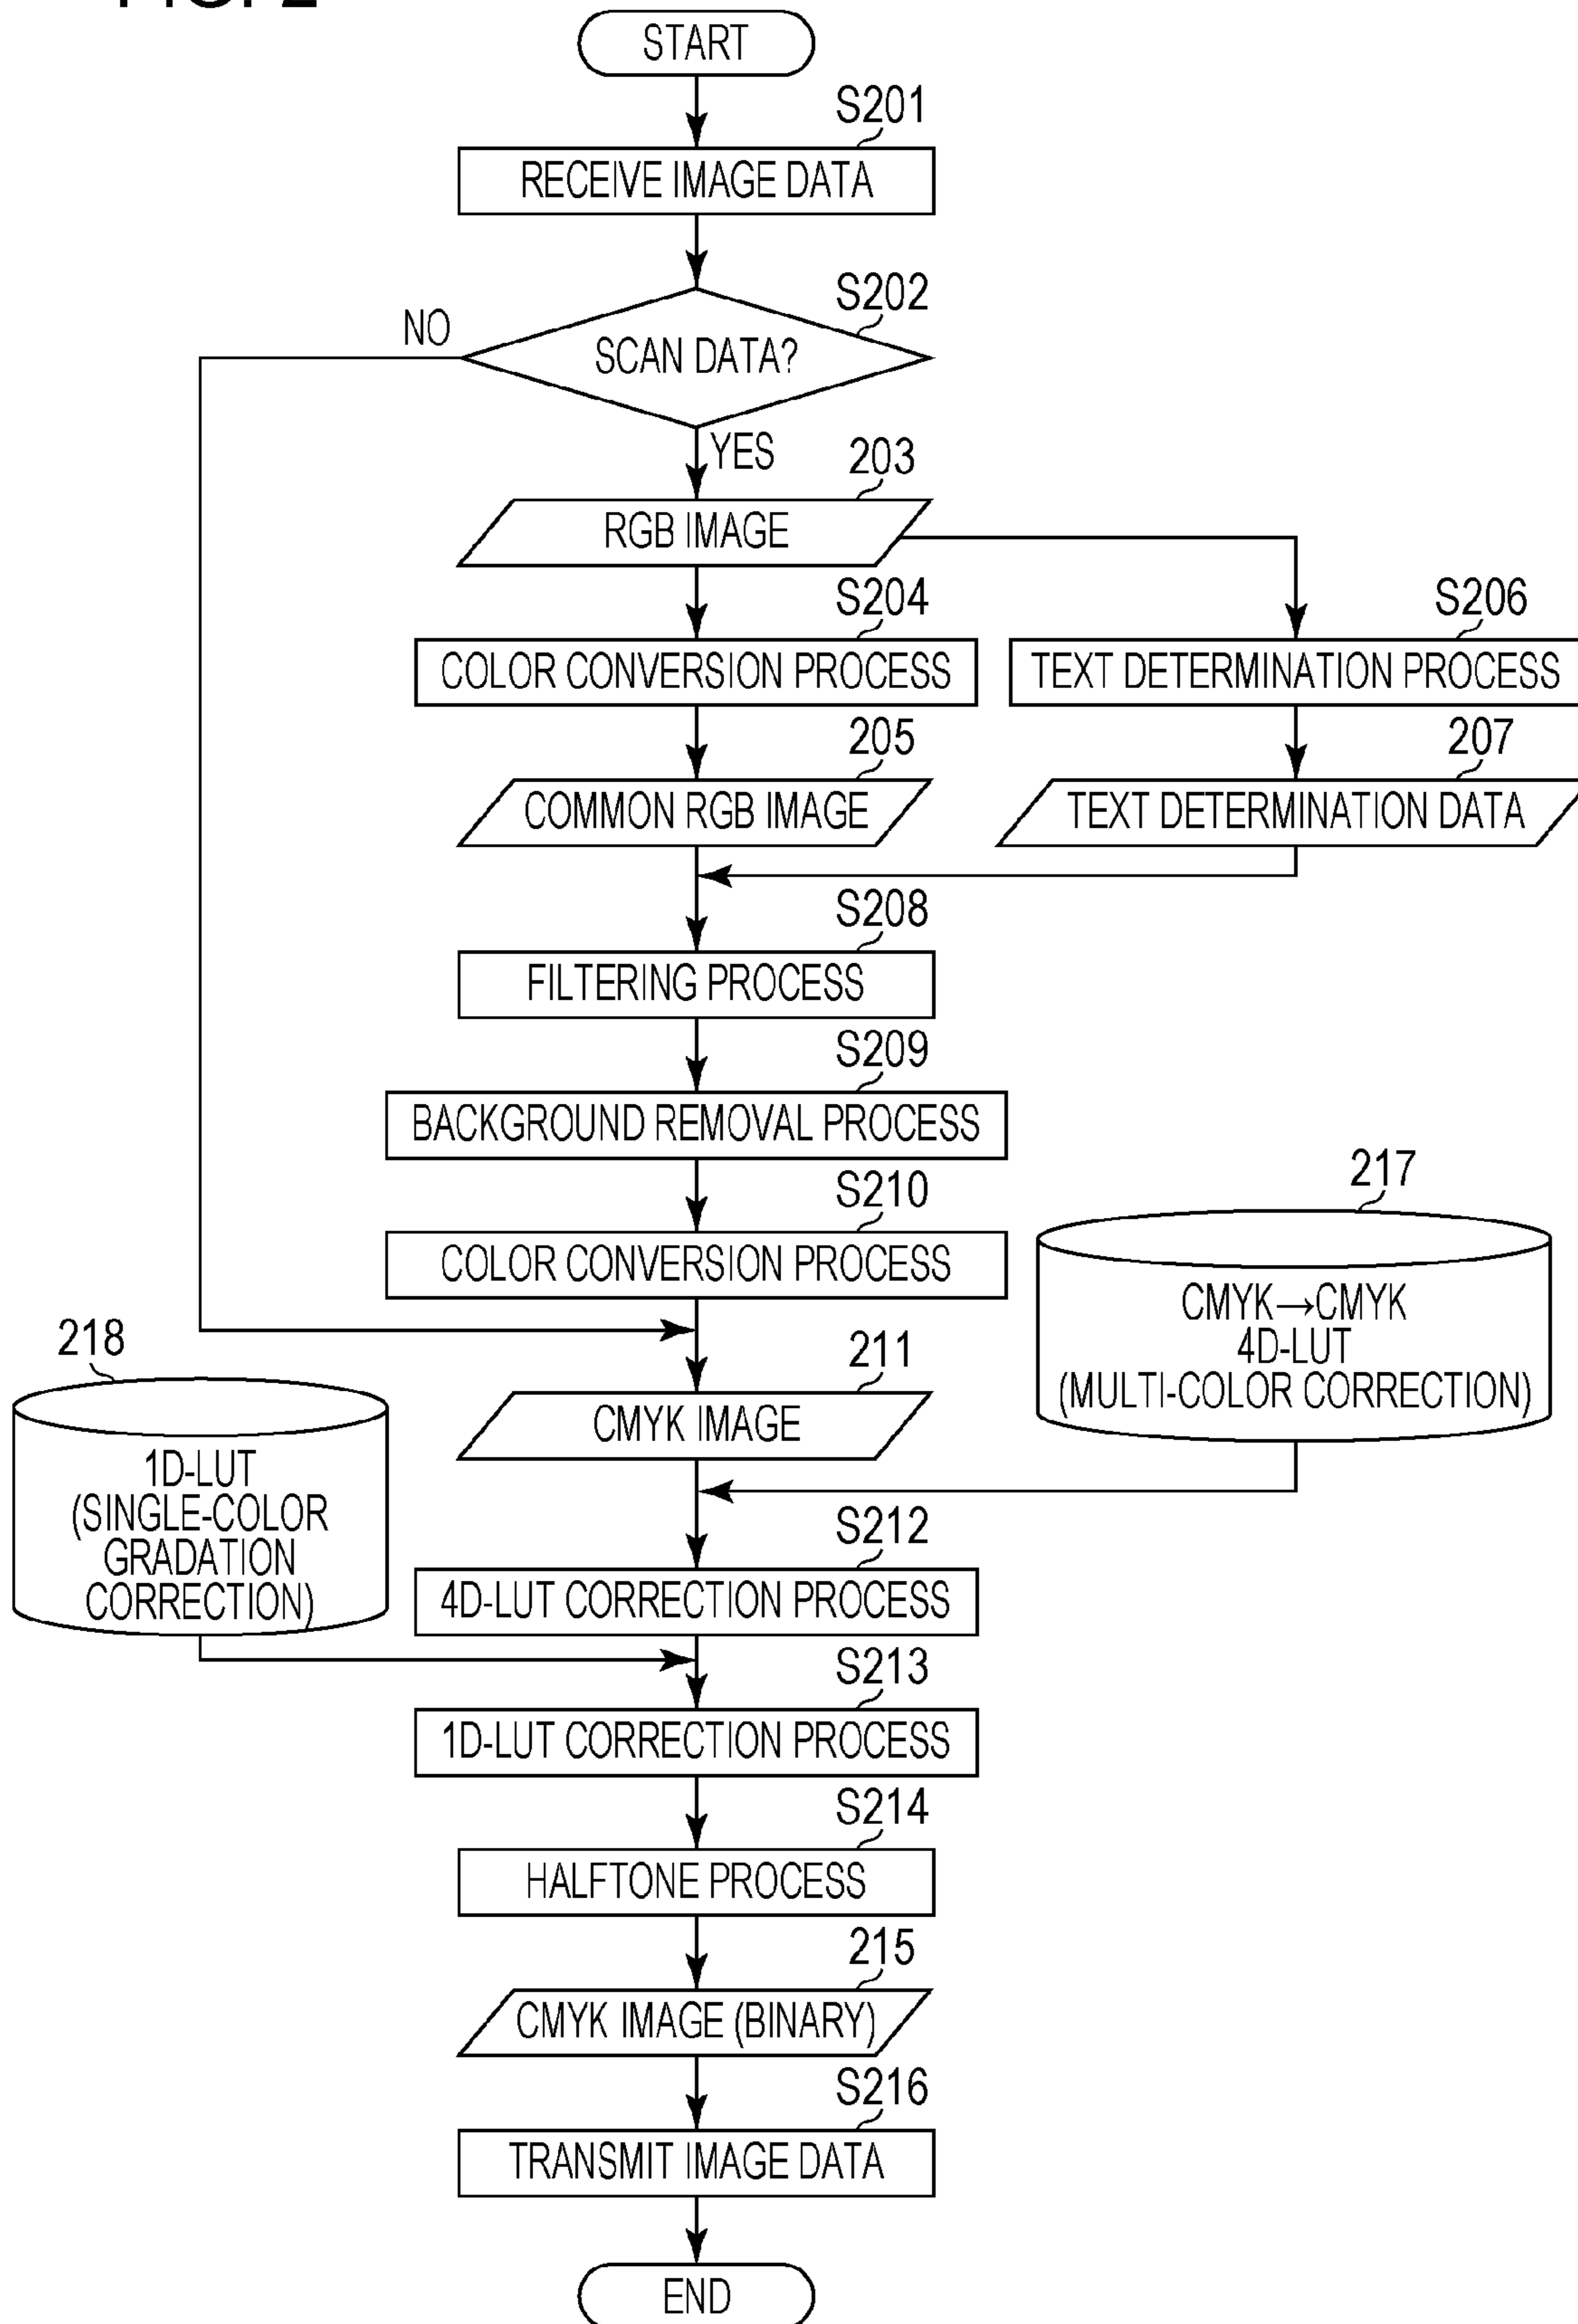 START
S201
RECEIVE IMAGE DATA
S202
NO
SCAN DATA?
YES
203
RGB IMAGE
S204
S206
COLOR CONVERSION PROCESS
TEXT DETERMINATION PROCESS
205
207
COMMON RGB IMAGE
TEXT DETERMINATION DATA
S208
FILTERING PROCESS
S209
BACKGROUND REMOVAL PROCESS
S210
COLOR CONVERSION PROCESS
217
CMYK→CMYK
4D-LUT
(MULTI-COLOR CORRECTION)
218
1D-LUT
(SINGLE-COLOR
GRADATION
CORRECTION)
211
CMYK IMAGE
S212
4D-LUT CORRECTION PROCESS
S213
1D-LUT CORRECTION PROCESS
S214
HALFTONE PROCESS
215
CMYK IMAGE (BINARY)
S216
TRANSMIT IMAGE DATA
END